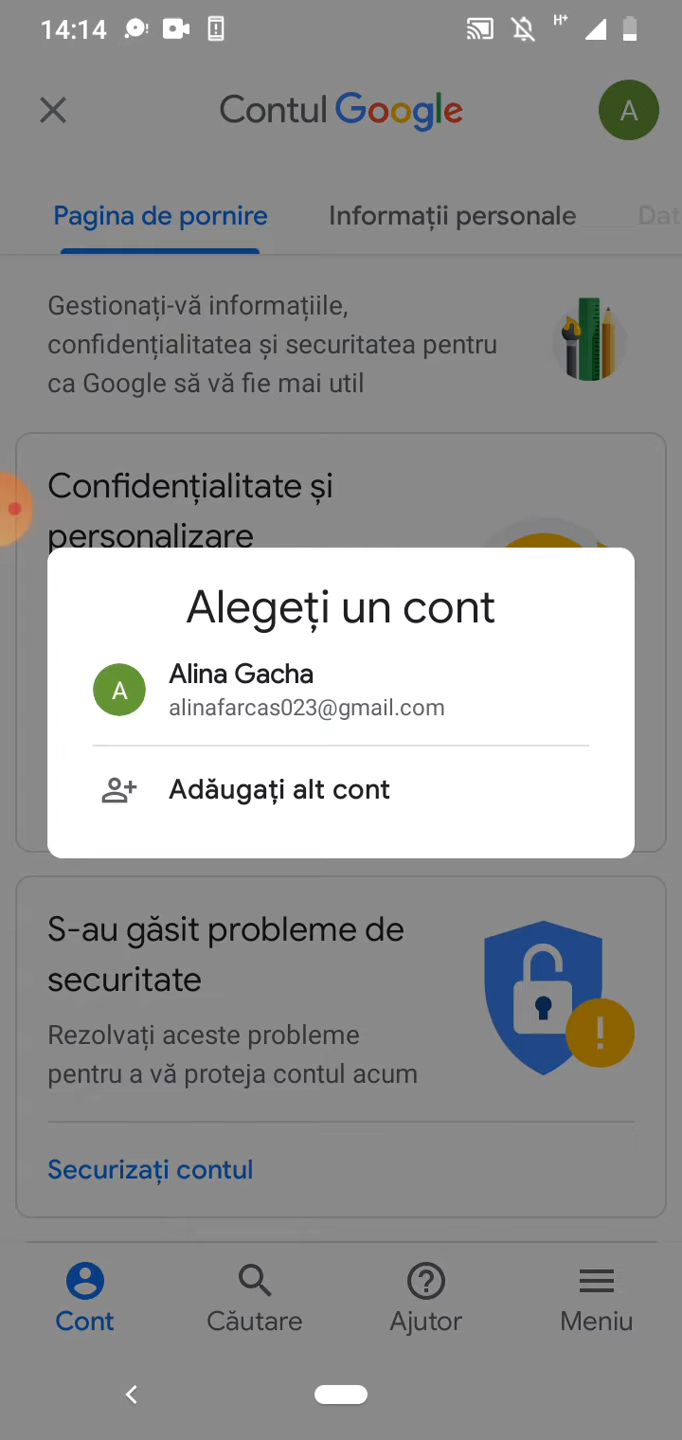 14:14
H+
Contul Google
A
Pagina de pornire
Informații personale
Dat
Gestionați-vă informațiile,
confidențialitatea și securitatea pentru
ca Google să vă fie mai util
Confidențialitate și
personalizare
Alegeți un cont
A
Alina Gacha
alinafarcas023@gmail.com
Adăugați alt cont
S-au găsit probleme de
securitate
Rezolvați aceste probleme
pentru a vă proteja contul acum
Securizați contul
Cont
Căutare
Ajutor
Meniu